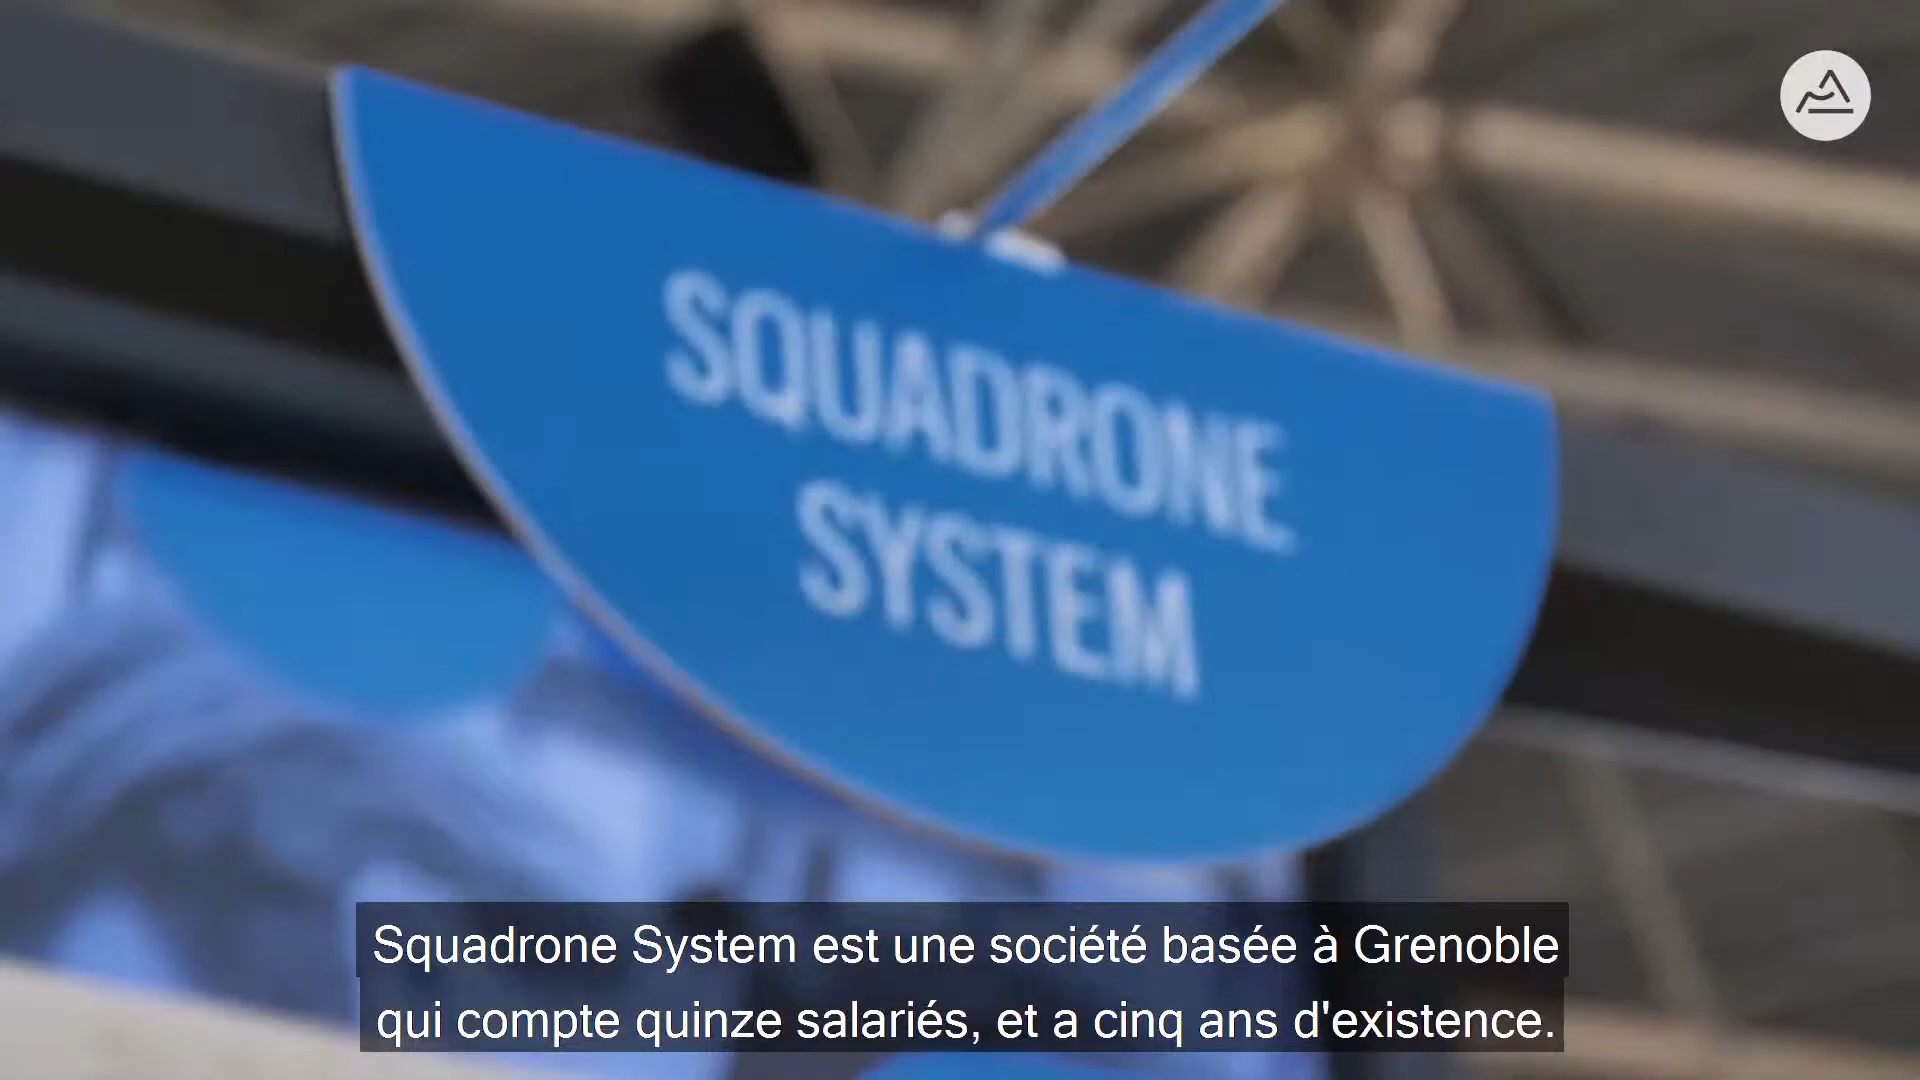 SQUADRONE
SYSTEM
Squadrone System est une société basée à Grenoble
qui compte quinze salariés, et a cinq ans d'existence.